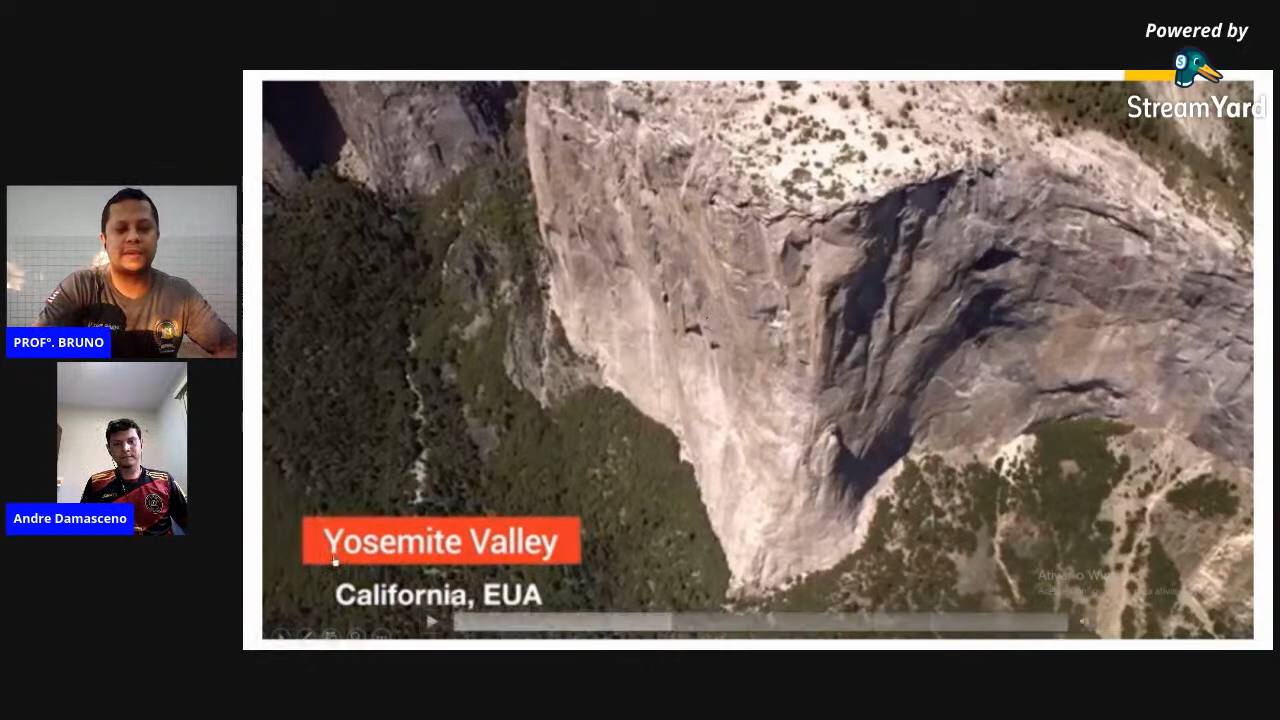 Powered by
StreamYard
PROFº. BRUNO
Andre Damasceno
Yosemite Valley
California, EUA